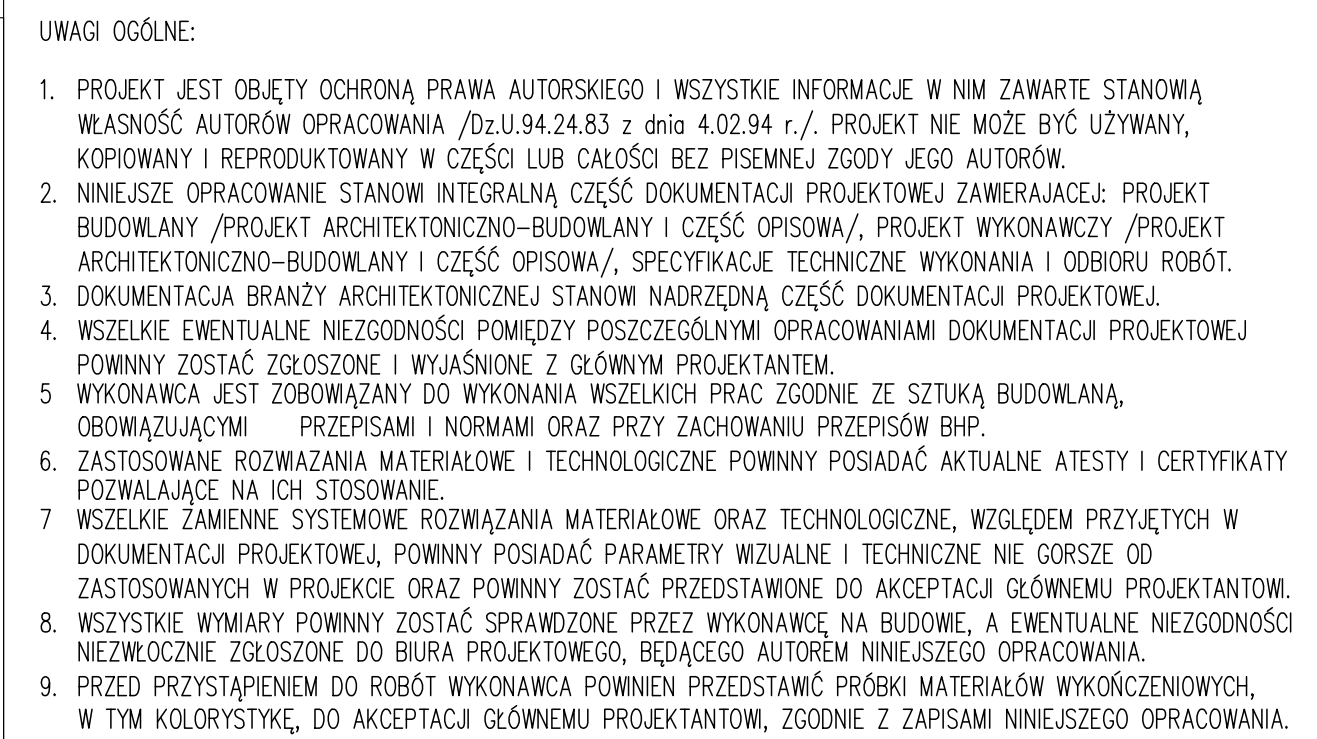 UWAGI OGÓLNE:
1. PROJEKT JEST OBJĘTY OCHRONĄ PRAWA AUTORSKIEGO I WSZYSTKIE INFORMACJE W NIM ZAWARTE STANOWIĄ
WŁASNOŚĆ AUTORÓW OPRACOWANIA /Dz.U.94.24.83 z dnia 4.02.94 r./. PROJEKT NIE MOŻE BYĆ UŻYWANY,
KOPIOWANY I REPRODUKTOWANY W CZĘŚCI LUB CAŁOŚCI BEZ PISEMNEJ ZGODY JEGO AUTORÓW.
2. NINIEJSZE OPRACOWANIE STANOWI INTEGRALNĄ CZĘŚĆ DOKUMENTACJI PROJEKTOWEJ ZAWIERAJACEJ: PROJEKT
BUDOWLANY /PROJEKT ARCHITEKTONICZNO-BUDOWLANY I CZĘŚĆ OPISOWA/, PROJEKT WYKONAWCZY /PROJEKT
ARCHITEKTONICZNO-BUDOWLANY I CZĘŚĆ OPISOWA/, SPECYFIKACJE TECHNICZNE WYKONANIA I ODBIORU ROBÓT.
3. DOKUMENTACJA BRANŻY ARCHITEKTONICZNEJ STANOWI NADRZĘDNĄ CZĘŚĆ DOKUMENTACJI PROJEKTOWEJ.
4. WSZELKIE EWENTUALNE NIEZGODNOŚCI POMIĘDZY POSZCZEGÓLNYMI OPRACOWANIAMI DOKUMENTACJI PROJEKTOWEJ
POWINNY ZOSTAĆ ZGŁOSZONE I WYJAŚNIONE Z GŁÓWNYM PROJEKTANTEM.
5 WYKONAWCA JEST ZOBOWIĄZANY DO WYKONANIA WSZELKICH PRAC ZGODNIE ZE SZTUKĄ BUDOWLANĄ,
OBOWIĄZUJĄCYMI PRZEPISAMI I NORMAMI ORAZ PRZY ZACHOWANIU PRZEPISÓW BHP.
6. ZASTOSOWANE ROZWIAZANIA MATERIAŁOWE I TECHNOLOGICZNE POWINNY POSIADAĆ AKTUALNE ATESTY I CERTYFIKATY
POZWALAJĄCE NA ICH STOSOWANIE.
7 WSZELKIE ZAMIENNE SYSTEMOWE ROZWIĄZANIA MATERIAŁOWE ORAZ TECHNOLOGICZNE, WZGLĘDEM PRZYJĘTYCH W
DOKUMENTACJI PROJEKTOWEJ, POWINNY POSIADAĆ PARAMETRY WIZUALNE I TECHNICZNE NIE GORSZE OD
ZASTOSOWANYCH W PROJEKCIE ORAZ POWINNY ZOSTAĆ PRZEDSTAWIONE DO AKCEPTACJI GŁÓWNEMU PROJEKTANTOWI.
8. WSZYSTKIE WYMIARY POWINNY ZOSTAĆ SPRAWDZONE PRZEZ WYKONAWCĘ NA BUDOWIE, A EWENTUALNE NIEZGODNOŚCI
NIEZWŁOCZNIE ZGŁOSZONE DO BIURA PROJEKTOWEGO, BĘDĄCEGO AUTOREM NINIEJSZEGO OPRACOWANIA.
9. PRZED PRZYSTĄPIENIEM DO ROBÓT WYKONAWCA POWINIEN PRZEDSTAWIĆ PRÓBKI MATERIAŁÓW WYKOŃCZENIOWYCH,
W TYM KOLORYSTYKĘ, DO AKCEPTACJI GŁÓWNEMU PROJEKTANTOWI, ZGODNIE Z ZAPISAMI NINIEJSZEGO OPRACOWANIA.